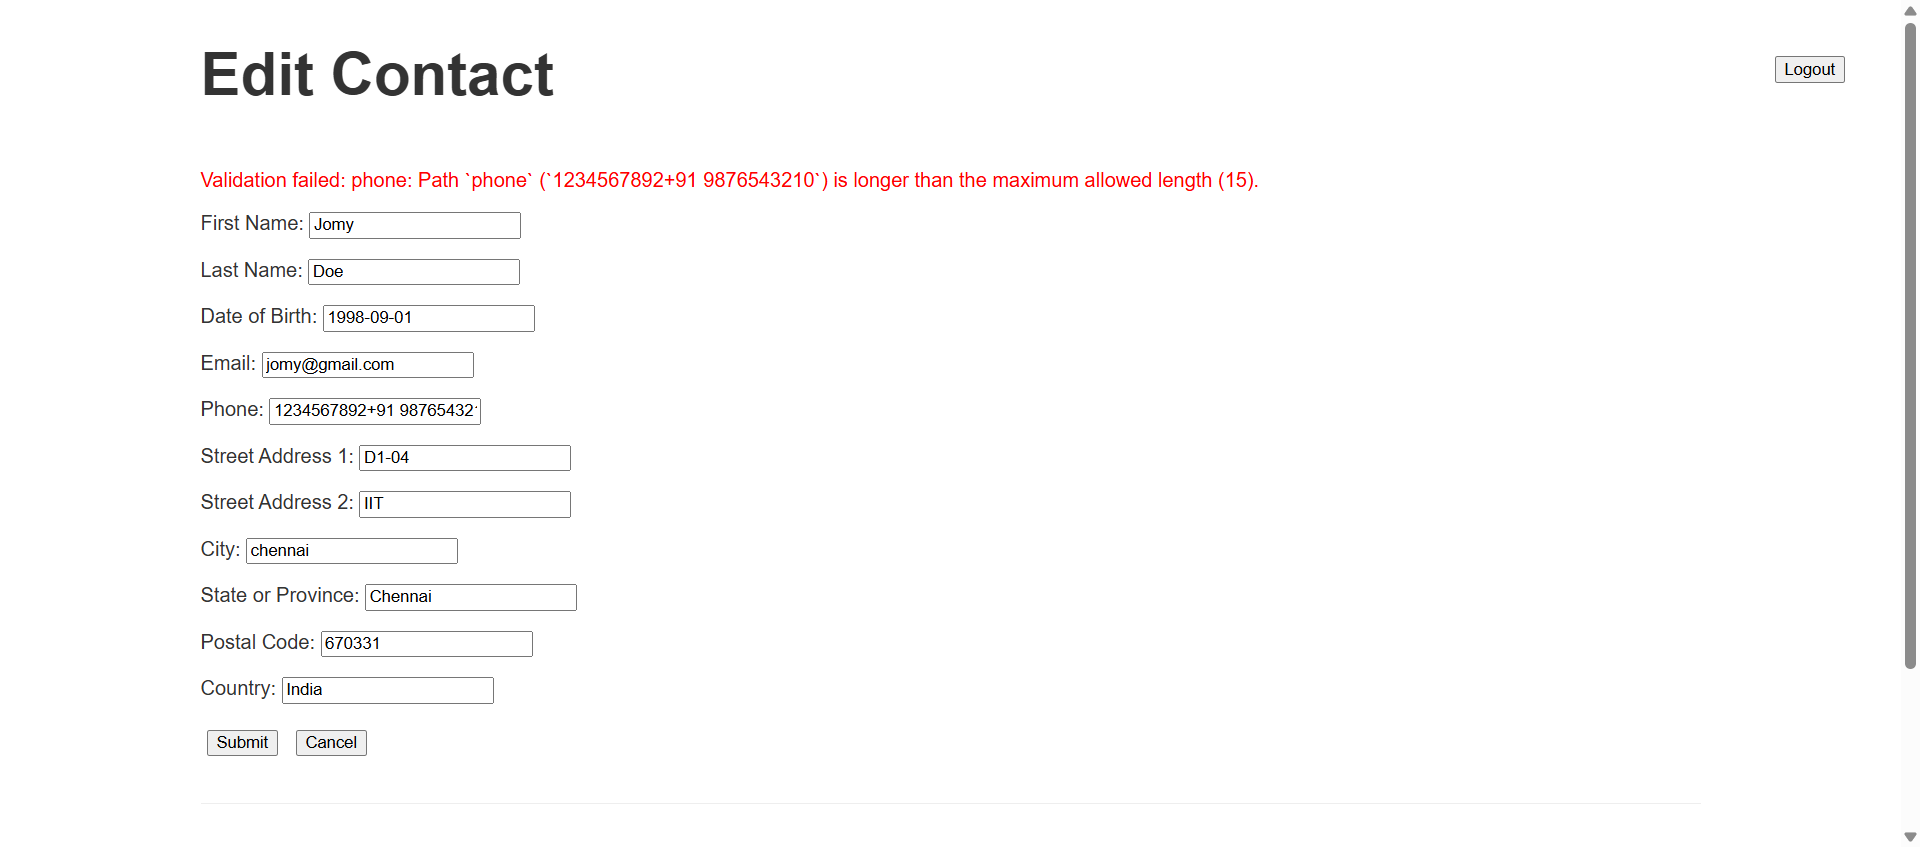 Edit Contact
Logout
Validation failed: phone: Path `phone` (`1234567892+91 9876543210`) is longer than the maximum allowed length (15).
First Name: Jomy
Last Name: Doe
Date of Birth: 1998-09-01
Email: jomy@gmail.com
Phone: 1234567892+91 98765432
Street Address 1: D1-04
Street Address 2: IIT
City: chennai
State or Province: Chennai
Postal Code: 670331
Country: India
Submit Cancel